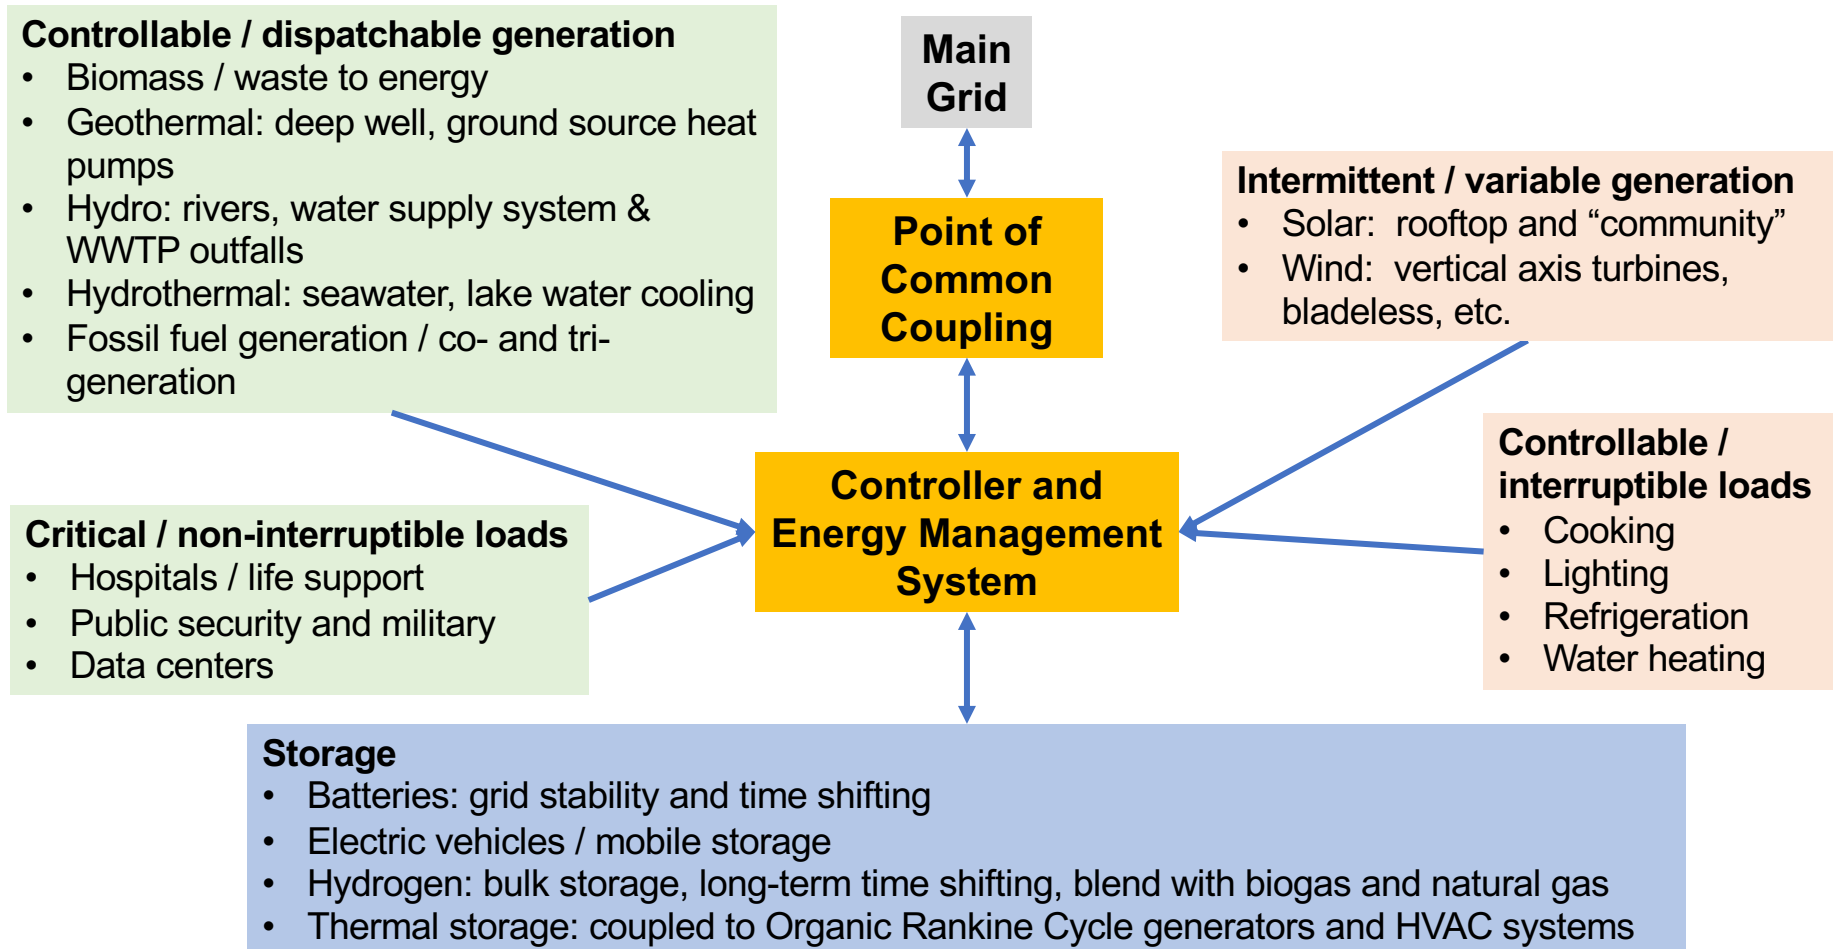 Controllable / dispatchable generation
• Biomass / waste to energy
• Geothermal: deep well, ground source heat
pumps
• Hydro: rivers, water supply system &
WWTP outfalls
• Hydrothermal: seawater, lake water cooling
• Fossil fuel generation / co- and tri-
generation
Main
Grid
Point of
Common
Coupling
Intermittent / variable generation
• Solar:  rooftop and “community”
• Wind:  vertical axis turbines,
bladeless, etc.
Critical / non-interruptible loads
• Hospitals / life support
• Public security and military
• Data centers
Controller and
Energy Management
System
Controllable /
interruptible loads
• Cooking
• Lighting
• Refrigeration
• Water heating
Storage
• Batteries: grid stability and time shifting
• Electric vehicles / mobile storage
• Hydrogen: bulk storage, long-term time shifting, blend with biogas and natural gas
• Thermal storage: coupled to Organic Rankine Cycle generators and HVAC systems